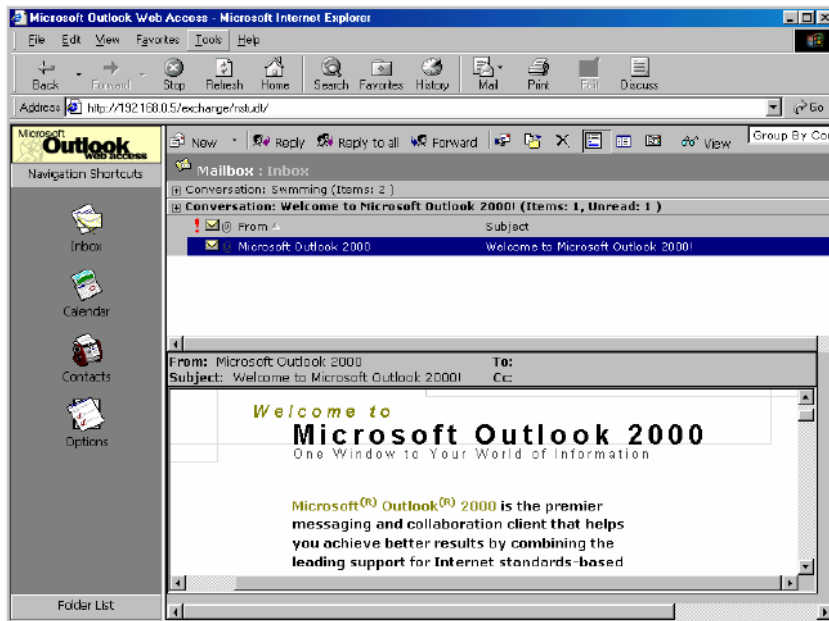 Microsoft Outlook Web Access - Microsoft Internet Explorer
File Edit View Favorites Tools Help
Back Forward Stop Refresh Home Search Favorites History Mail Print Edit Discuss
Address http://192.168.0.5/exchange/nstudt/ Go
Microsoft
Outlook
web access
New Reply Reply to all Forward View Group By Con
Navigation Shortcuts
Mailbox : Inbox
Conversation: Swimming (Items: 2 )
Conversation: Welcome to Microsoft Outlook 2000! (Items: 1, Unread: 1 )
From Subject
Microsoft Outlook 2000 Welcome to Microsoft Outlook 2000!
Inbox
Calendar
Contacts
Options
From: Microsoft Outlook 2000 To:
Subject: Welcome to Microsoft Outlook 2000! Cc:
Welcome to
Microsoft Outlook 2000
One Window to Your World of Information
Microsoft(R) Outlook(R) 2000 is the premier
messaging and collaboration client that helps
you achieve better results by combining the
leading support for Internet standards-based
Folder List